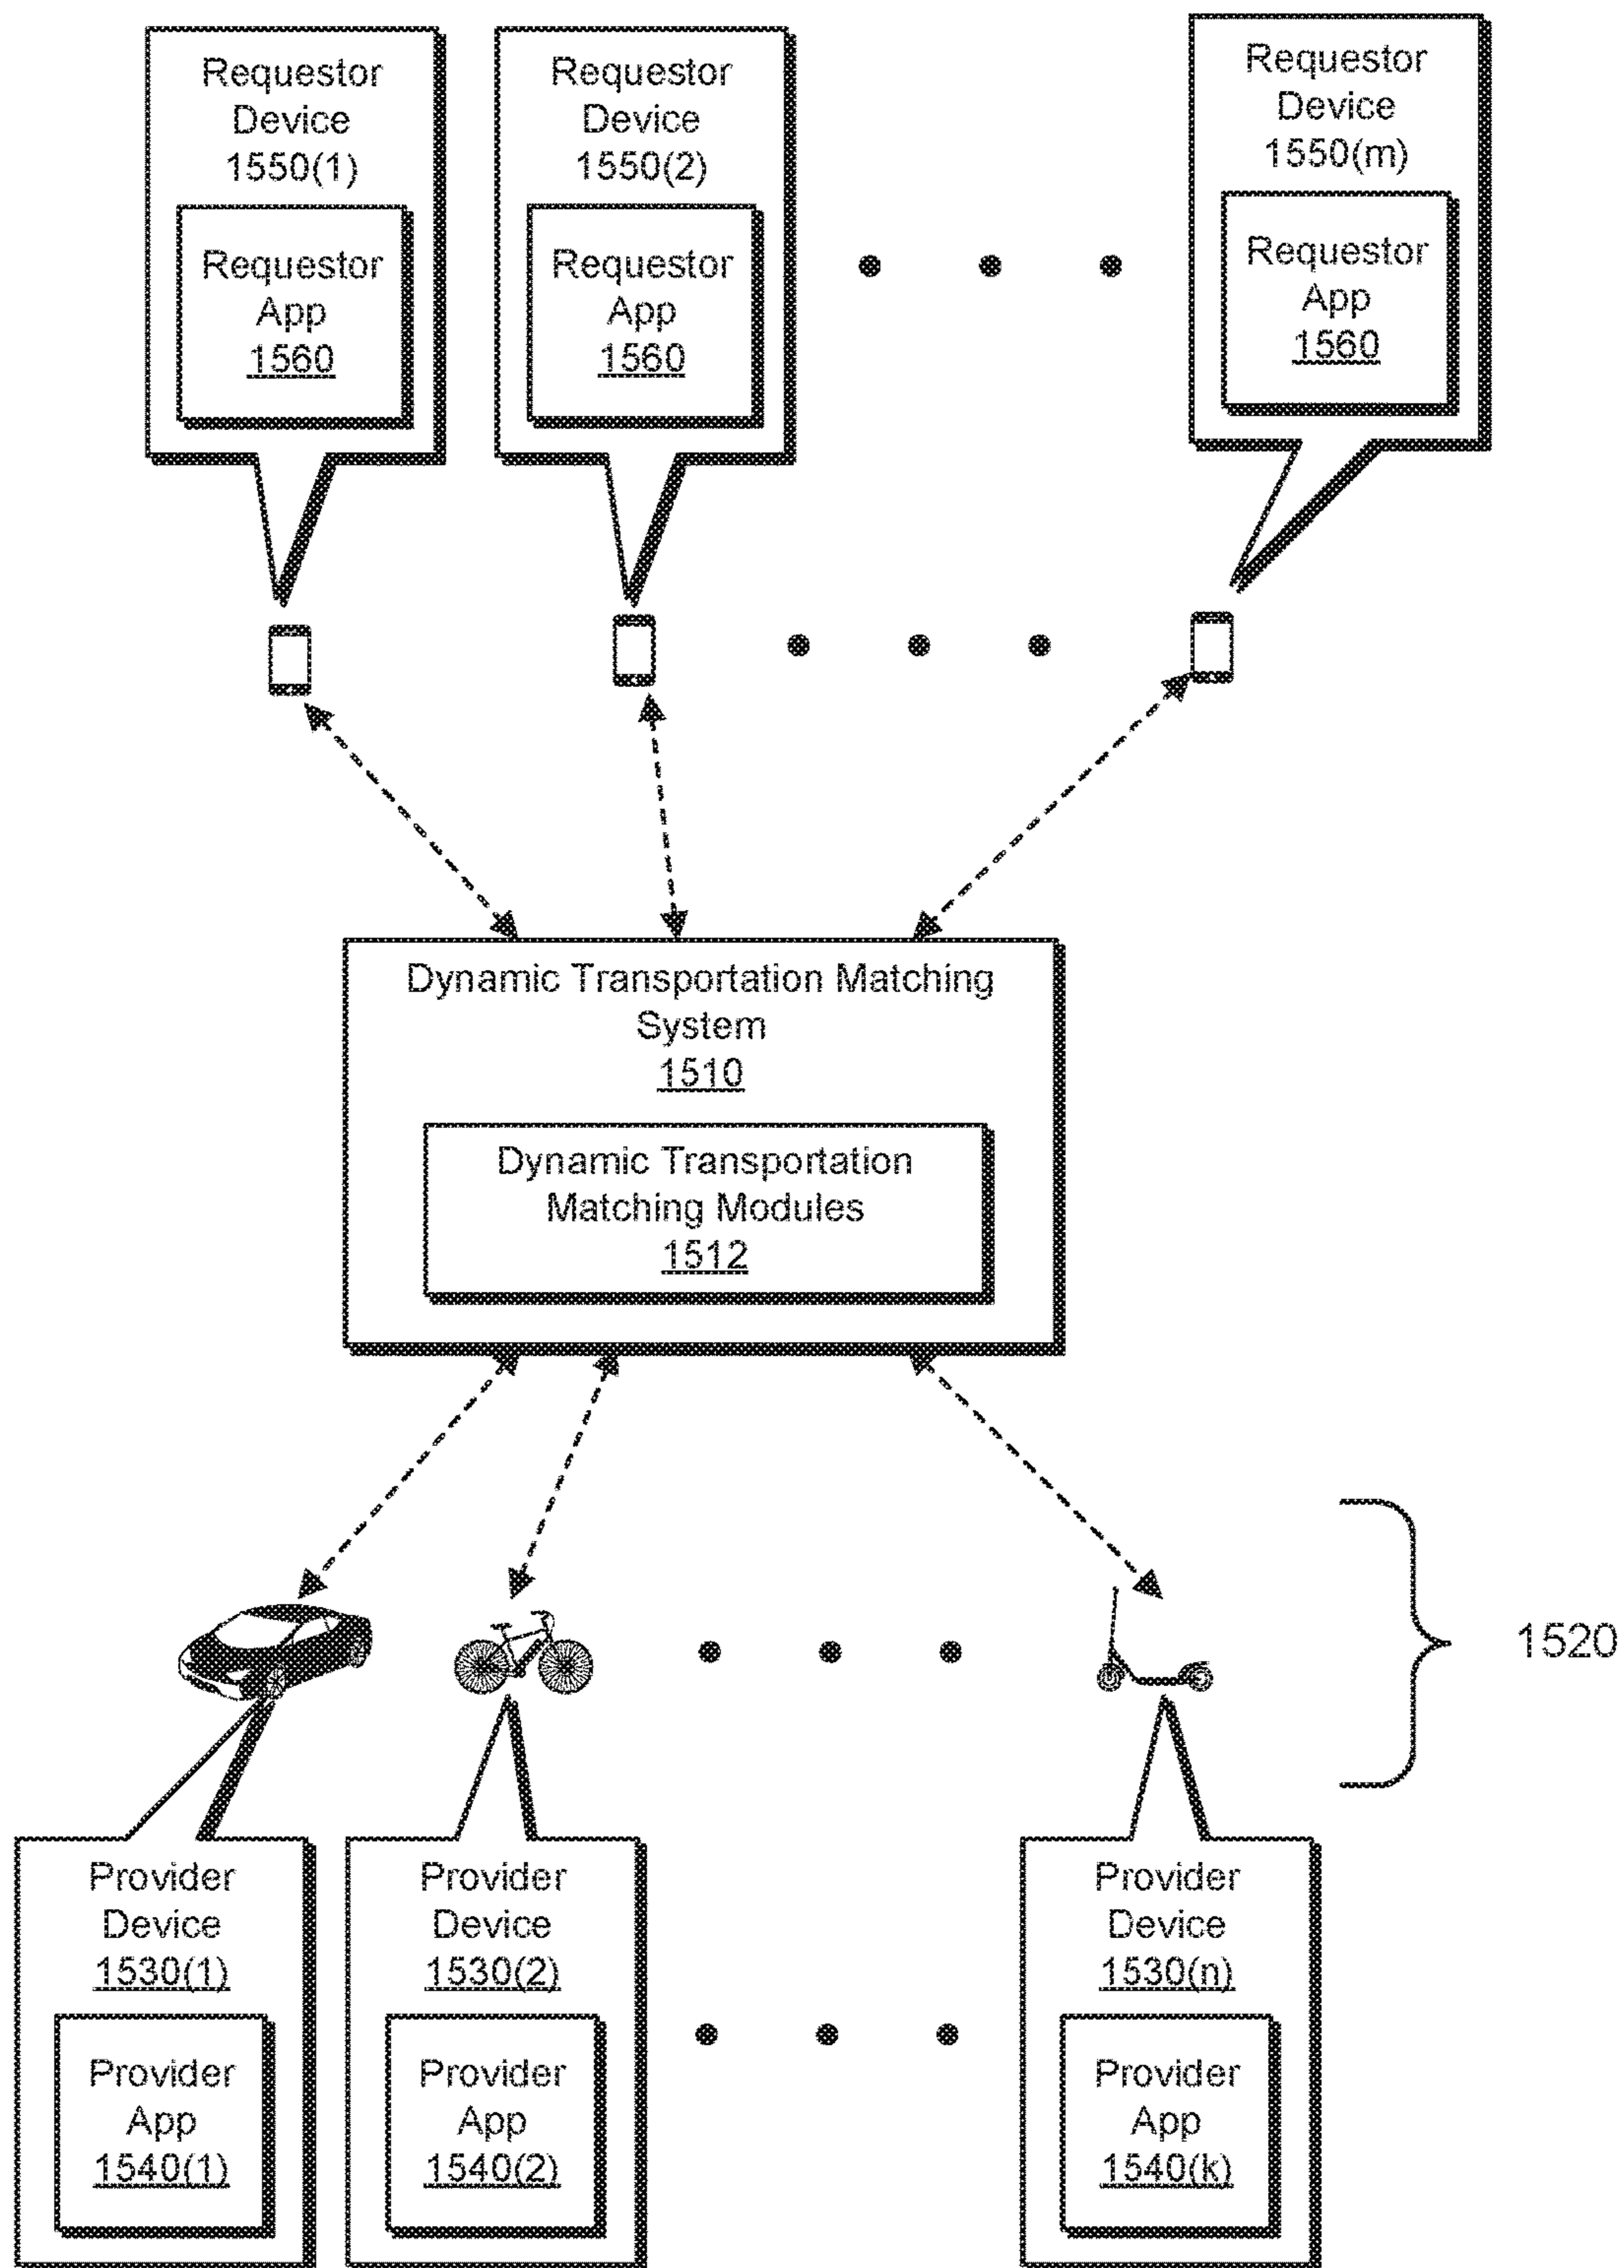 Requestor
Device
1550(1)
Requestor
App
1560
Requestor
Device
1550(2)
Requestor
App
1560
Requestor
Device
1550(m)
Requestor
App
1560
Dynamic Transportation Matching
System
1510
Dynamic Transportation
Matching Modules
1512
1520
Provider
Device
1530(1)
Provider
App
1540(1)
Provider
Device
1530(2)
Provider
App
1540(2)
Provider
Device
1530(n)
Provider
App
1540(k)